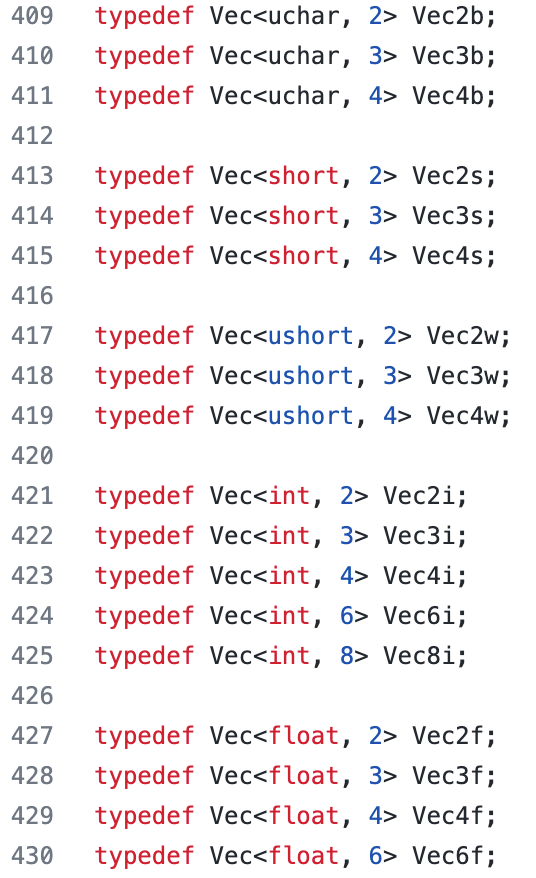 409 typedef Vec<uchar, 2> Vec2b;
410 typedef Vec<uchar, 3> Vec3b;
411 typedef Vec<uchar, 4> Vec4b;
412
413 typedef Vec<short, 2> Vec2s;
414 typedef Vec<short, 3> Vec3s;
415 typedef Vec<short, 4> Vec4s;
416
417 typedef Vec<ushort, 2> Vec2w;
418 typedef Vec<ushort, 3> Vec3w;
419 typedef Vec<ushort, 4> Vec4w;
420
421 typedef Vec<int, 2> Vec2i;
422 typedef Vec<int, 3> Vec3i;
423 typedef Vec<int, 4> Vec4i;
424 typedef Vec<int, 6> Vec6i;
425 typedef Vec<int, 8> Vec8i;
426
427 typedef Vec<float, 2> Vec2f;
428 typedef Vec<float, 3> Vec3f;
429 typedef Vec<float, 4> Vec4f;
430 typedef Vec<float, 6> Vec6f;